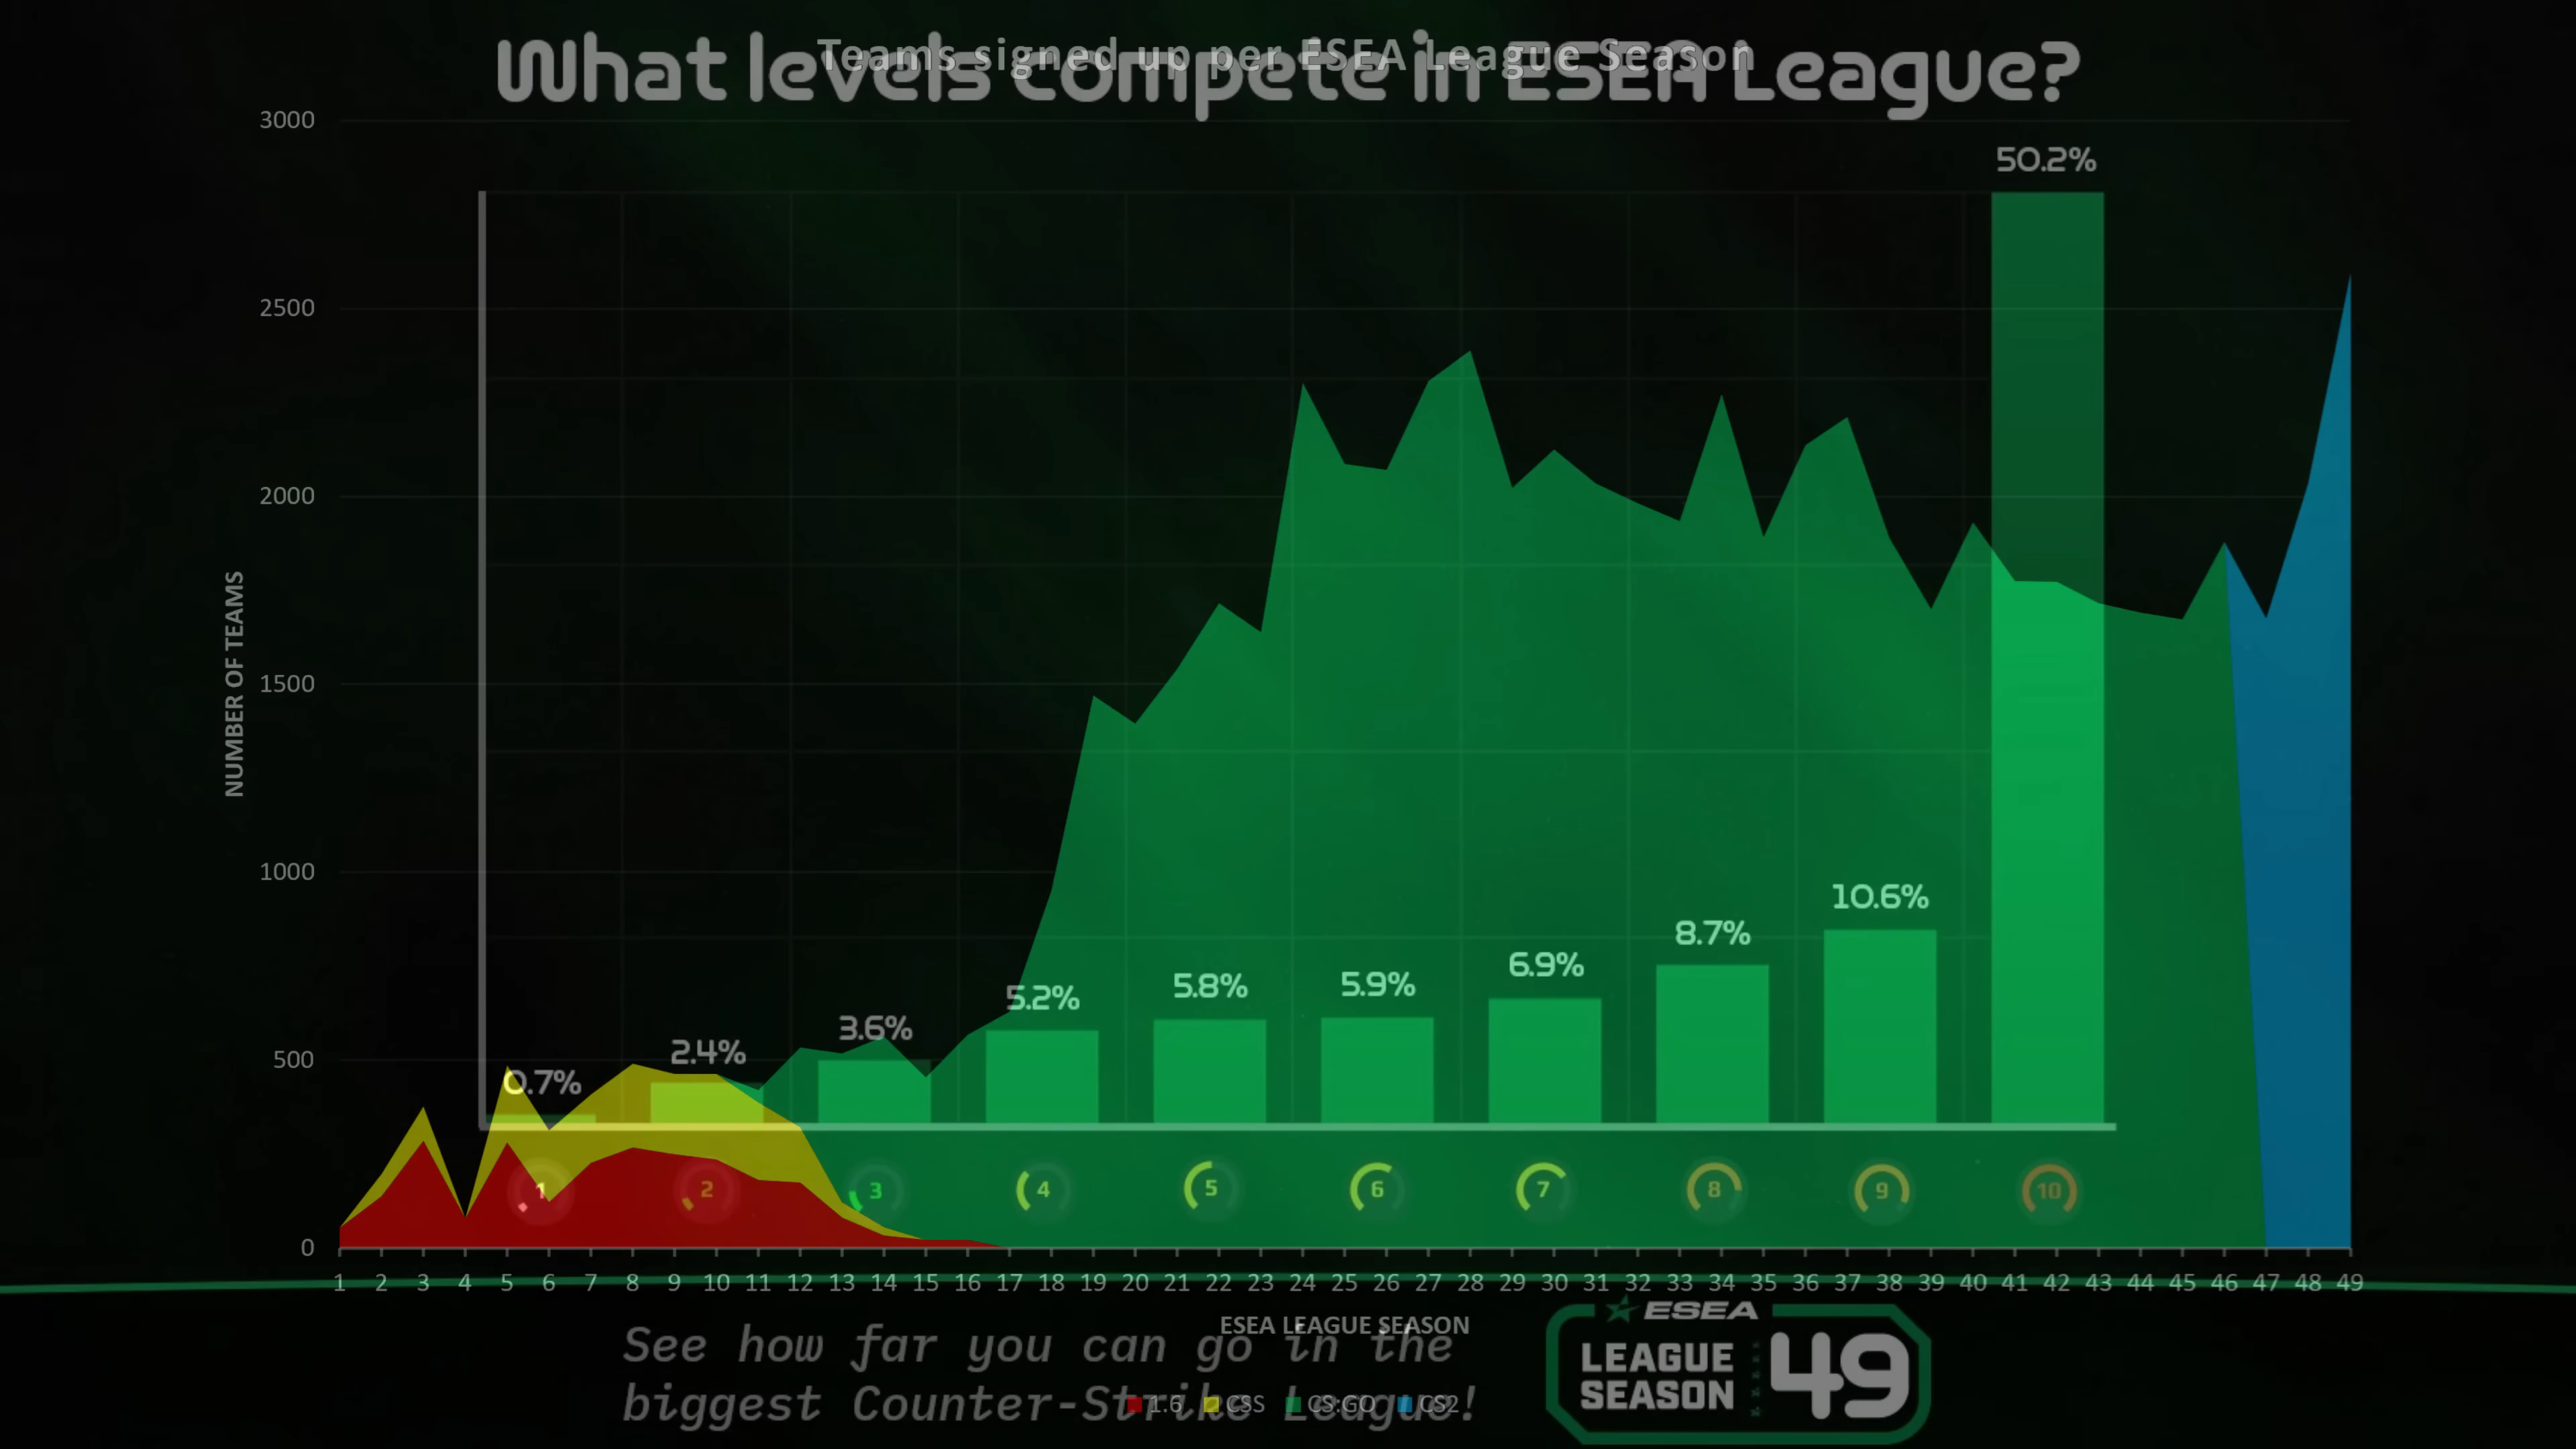 What levels compete in ESEA League?
Teams signed up per ESEA League Season
3000
50.2%
2500
2000
NUMBER OF TEAMS
1500
1000
10.6%
8.7%
6.9%
5.9%
5.8%
5.2%
3.6%
2.4%
0.7%
500
1 2 3 4 5 6 7 8 9 10
0
1 2 3 4 5 6 7 8 9 10 11 12 13 14 15 16 17 18 19 20 21 22 23 24 25 26 27 28 29 30 31 32 33 34 35 36 37 38 39 40 41 42 43 44 45 46 47 48 49
ESEA LEAGUE SEASON
See how far you can go in the
biggest Counter-Strike League!
1.6 CSS CS:GO CS2
ESEA
LEAGUE
SEASON
49